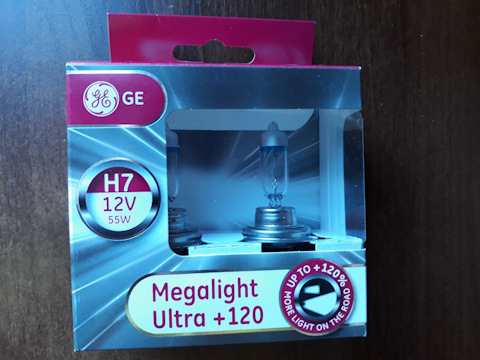 GE GE
H7
12V
55W
Megalight
Ultra +120
UP TO +120%
MORE LIGHT ON THE ROAD